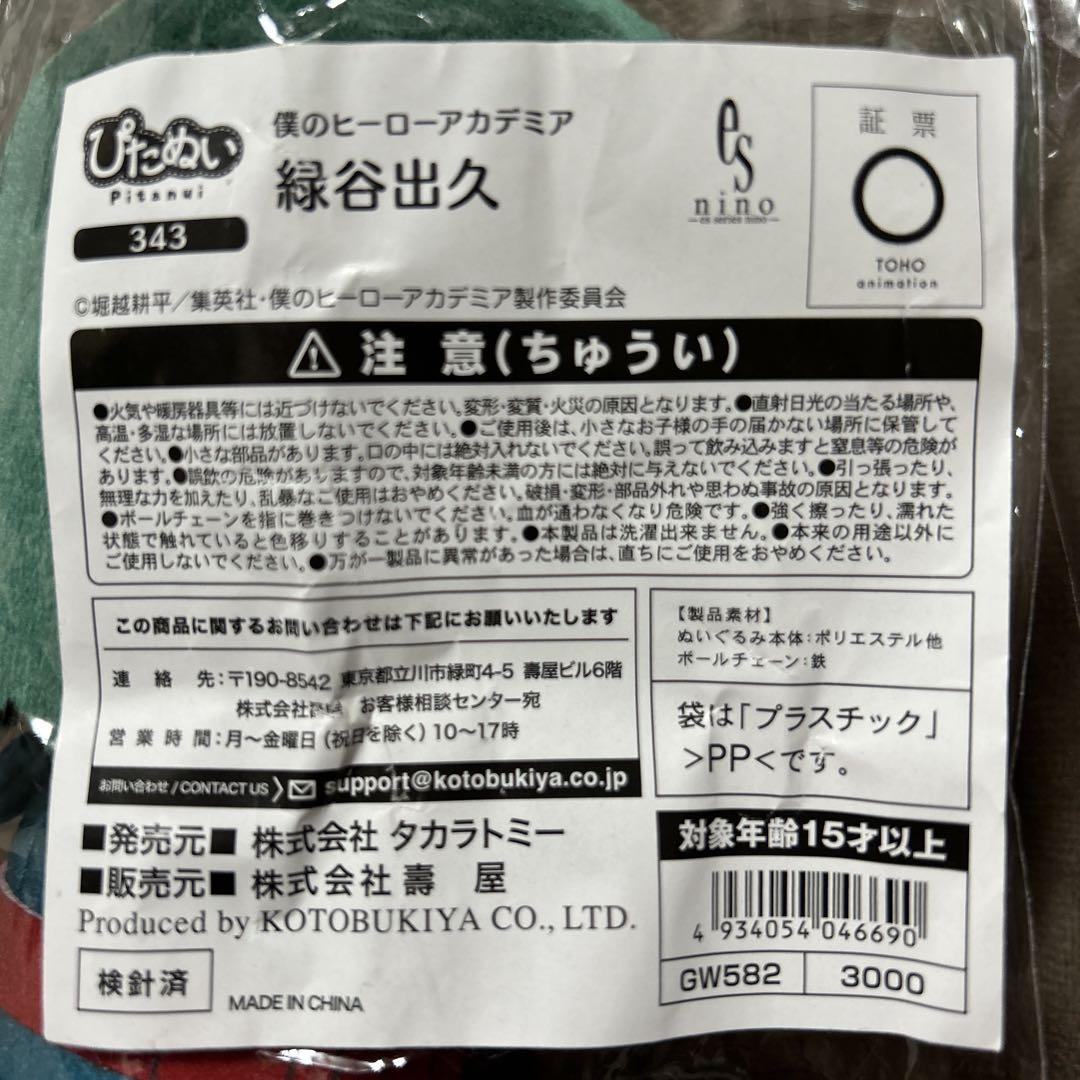 ぴたぬい
Pitanui
343
僕のヒーローアカデミア
緑谷出久
es
nino
es series nino
証票
TOHO
animation
©堀越耕平／集英社・僕のヒーローアカデミア製作委員会
注 意(ちゅうい)
●火気や暖房器具等には近づけないでください。変形・変質・火災の原因となります。●直射日光の当たる場所や、
高温・多湿な場所には放置しないでください。●ご使用後は、小さなお子様の手の届かない場所に保管して
ください。●小さな部品があります。口の中には絶対入れないでください。誤って飲み込みますと窒息等の危険が
あります。●誤飲の危険がありますので、対象年齢未満の方には絶対に与えないでください。●引っ張ったり、
無理な力を加えたり、乱暴なご使用はおやめください。破損・変形・部品外れや思わぬ事故の原因となります。
●ボールチェーンを指に巻きつけないでください。血が通わなくなり危険です。●強く擦ったり、濡れた
状態で触れていると色移りすることがあります。●本製品は洗濯出来ません。●本来の用途以外に
ご使用しないでください。●万が一製品に異常があった場合は、直ちにご使用をおやめください。
この商品に関するお問い合わせは下記にお願いいたします
連 絡 先：〒190-8542 東京都立川市緑町4-5 壽屋ビル6階
株式会社 お客様相談センター宛
営業時間：月～金曜日(祝日を除く)10～17時
お問い合わせ/CONTACT US support@kotobukiya.co.jp
【製品素材】
ぬいぐるみ本体：ポリエステル他
ボールチェーン：鉄
袋は「プラスチック」
>PP<です。
■発売元■ 株式会社 タカラトミー
■販売元■ 株式会社 壽 屋
Produced by KOTOBUKIYA CO., LTD.
検針済
MADE IN CHINA
対象年齢15才以上
4 934054 046690
GW582
3000